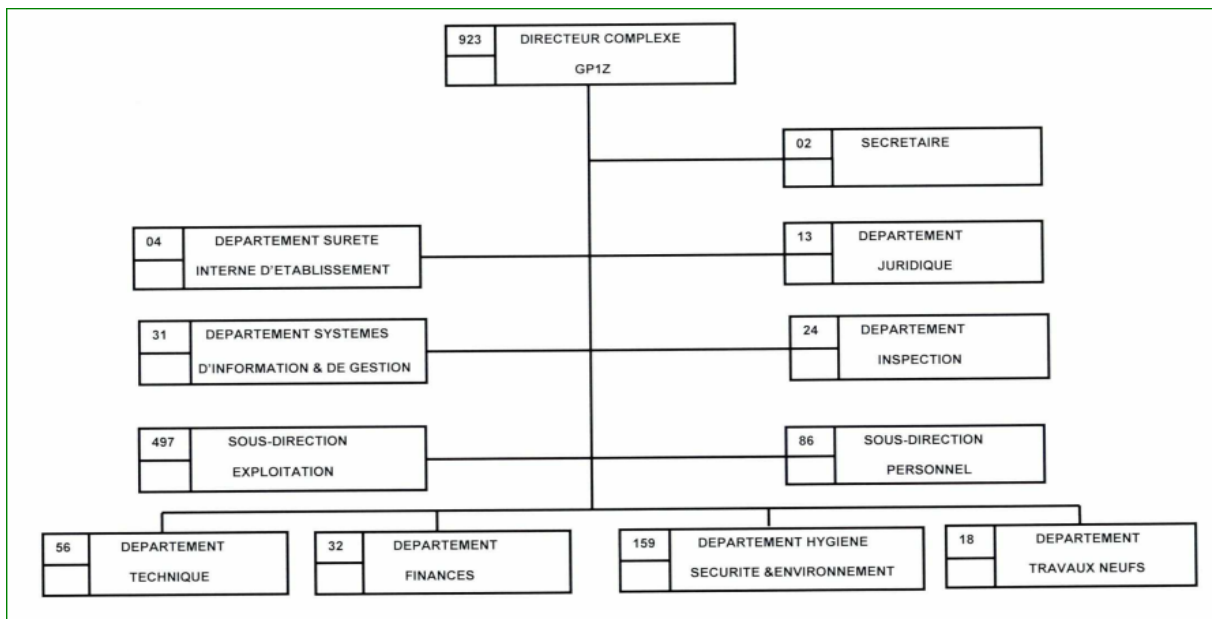 923 DIRECTEUR COMPLEXE
GP1Z
02 SECRETAIRE
04 DEPARTEMENT SURETE
INTERNE D'ETABLISSEMENT
13 DEPARTEMENT
JURIDIQUE
31 DEPARTEMENT SYSTEMES
D'INFORMATION & DE GESTION
24 DEPARTEMENT
INSPECTION
497 SOUS-DIRECTION
EXPLOITATION
86 SOUS-DIRECTION
PERSONNEL
56 DEPARTEMENT
TECHNIQUE
32 DEPARTEMENT
FINANCES
159 DEPARTEMENT HYGIENE
SECURITE &ENVIRONNEMENT
18 DEPARTEMENT
TRAVAUX NEUFS